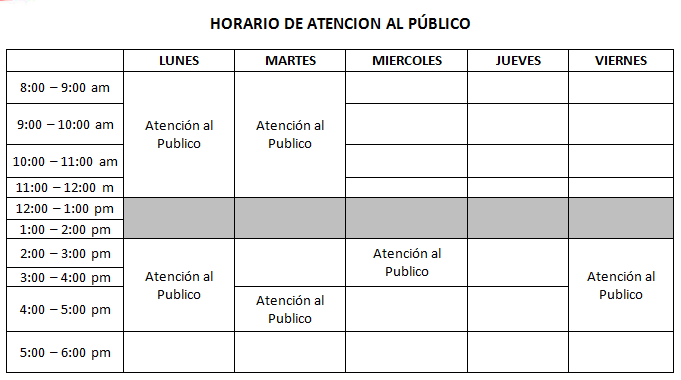 HORARIO DE ATENCION AL PÚBLICO
LUNES MARTES MIERCOLES JUEVES VIERNES
8:00 – 9:00 am
9:00 – 10:00 am
Atención al Atención al
Publico Publico
10:00 – 11:00 am
11:00 – 12:00 m
12:00 – 1:00 pm
1:00 – 2:00 pm
2:00 – 3:00 pm
Atención al
Publico
3:00 – 4:00 pm
Atención al Atención al
Publico Publico
4:00 – 5:00 pm
Atención al
Publico
5:00 – 6:00 pm